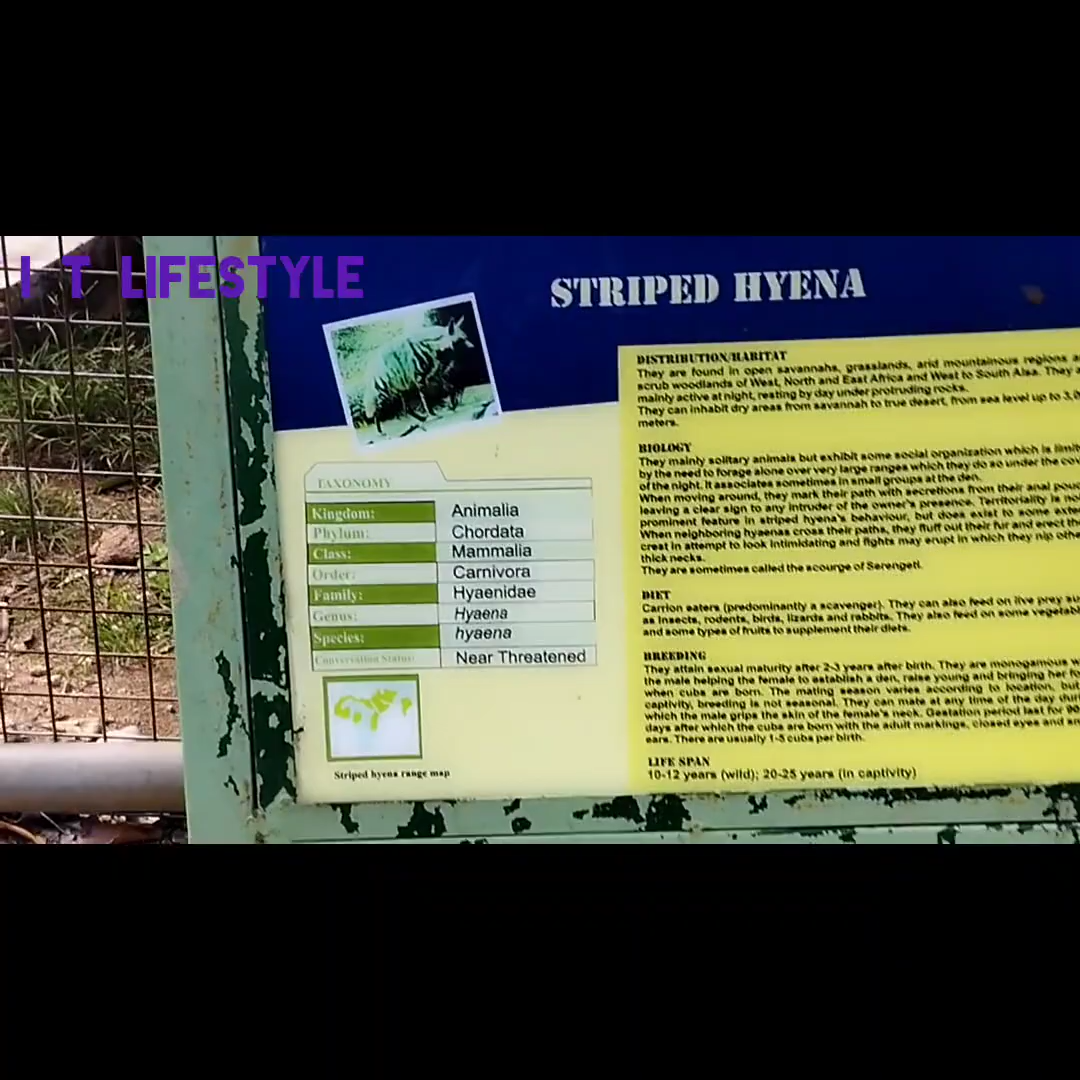 I T LIFESTYLE
STRIPED HYENA
TAXONOMY
Kingdom: Animalia
Phylum: Chordata
Class: Mammalia
Order: Carnivora
Family: Hyaenidae
Genus: Hyaena
Species: hyaena
Conservation Status: Near Threatened
Striped hyena range map
DISTRIBUTION/HABITAT
They are found in open savannahs, grasslands, arid mountainous regions
scrub woodlands of West, North and East Africa and West to South Aisa. They
mainly active at night, resting by day under protruding rocks.
They can inhabit dry areas from savannah to true desert, from sea level up to
meters.
BIOLOGY
They mainly solitary animals but exhibit some social organization which is
by the need to forage alone over very large ranges which they do so under the
of the night. It associates sometimes in small groups at the den.
When moving around, they mark their path with secretions from their anal
leaving a clear sign to any intruder of the owner's presence. Territoriality is
prominent feature in striped hyena's behaviour, but does exist to some
When neighboring hyaenas cross their paths, they fluff out their fur and erect
crest in attempt to look intimidating and fights may erupt in which they nip
thick necks.
They are sometimes called the scourge of Serengeti.
DIET
Carrion eaters (predominantly a scavenger). They can also feed on live prey
as insects, rodents, birds, lizards and rabbits. They also feed on some
and some types of fruits to supplement their diets.
BREEDING
They attain sexual maturity after 2-3 years after birth. They are monogamous
the male helping the female to establish a den, raise young and bringing her
when cubs are born. The mating season varies according to location, but
captivity, breeding is not seasonal. They can mate at any time of the day
which the male grips the skin of the female's neck. Gestation period last for
days after which the cubs are born with the adult markings, closed eyes and
ears. There are usually 1-5 cubs per birth.
LIFE SPAN
10-12 years (wild); 20-25 years (in captivity)